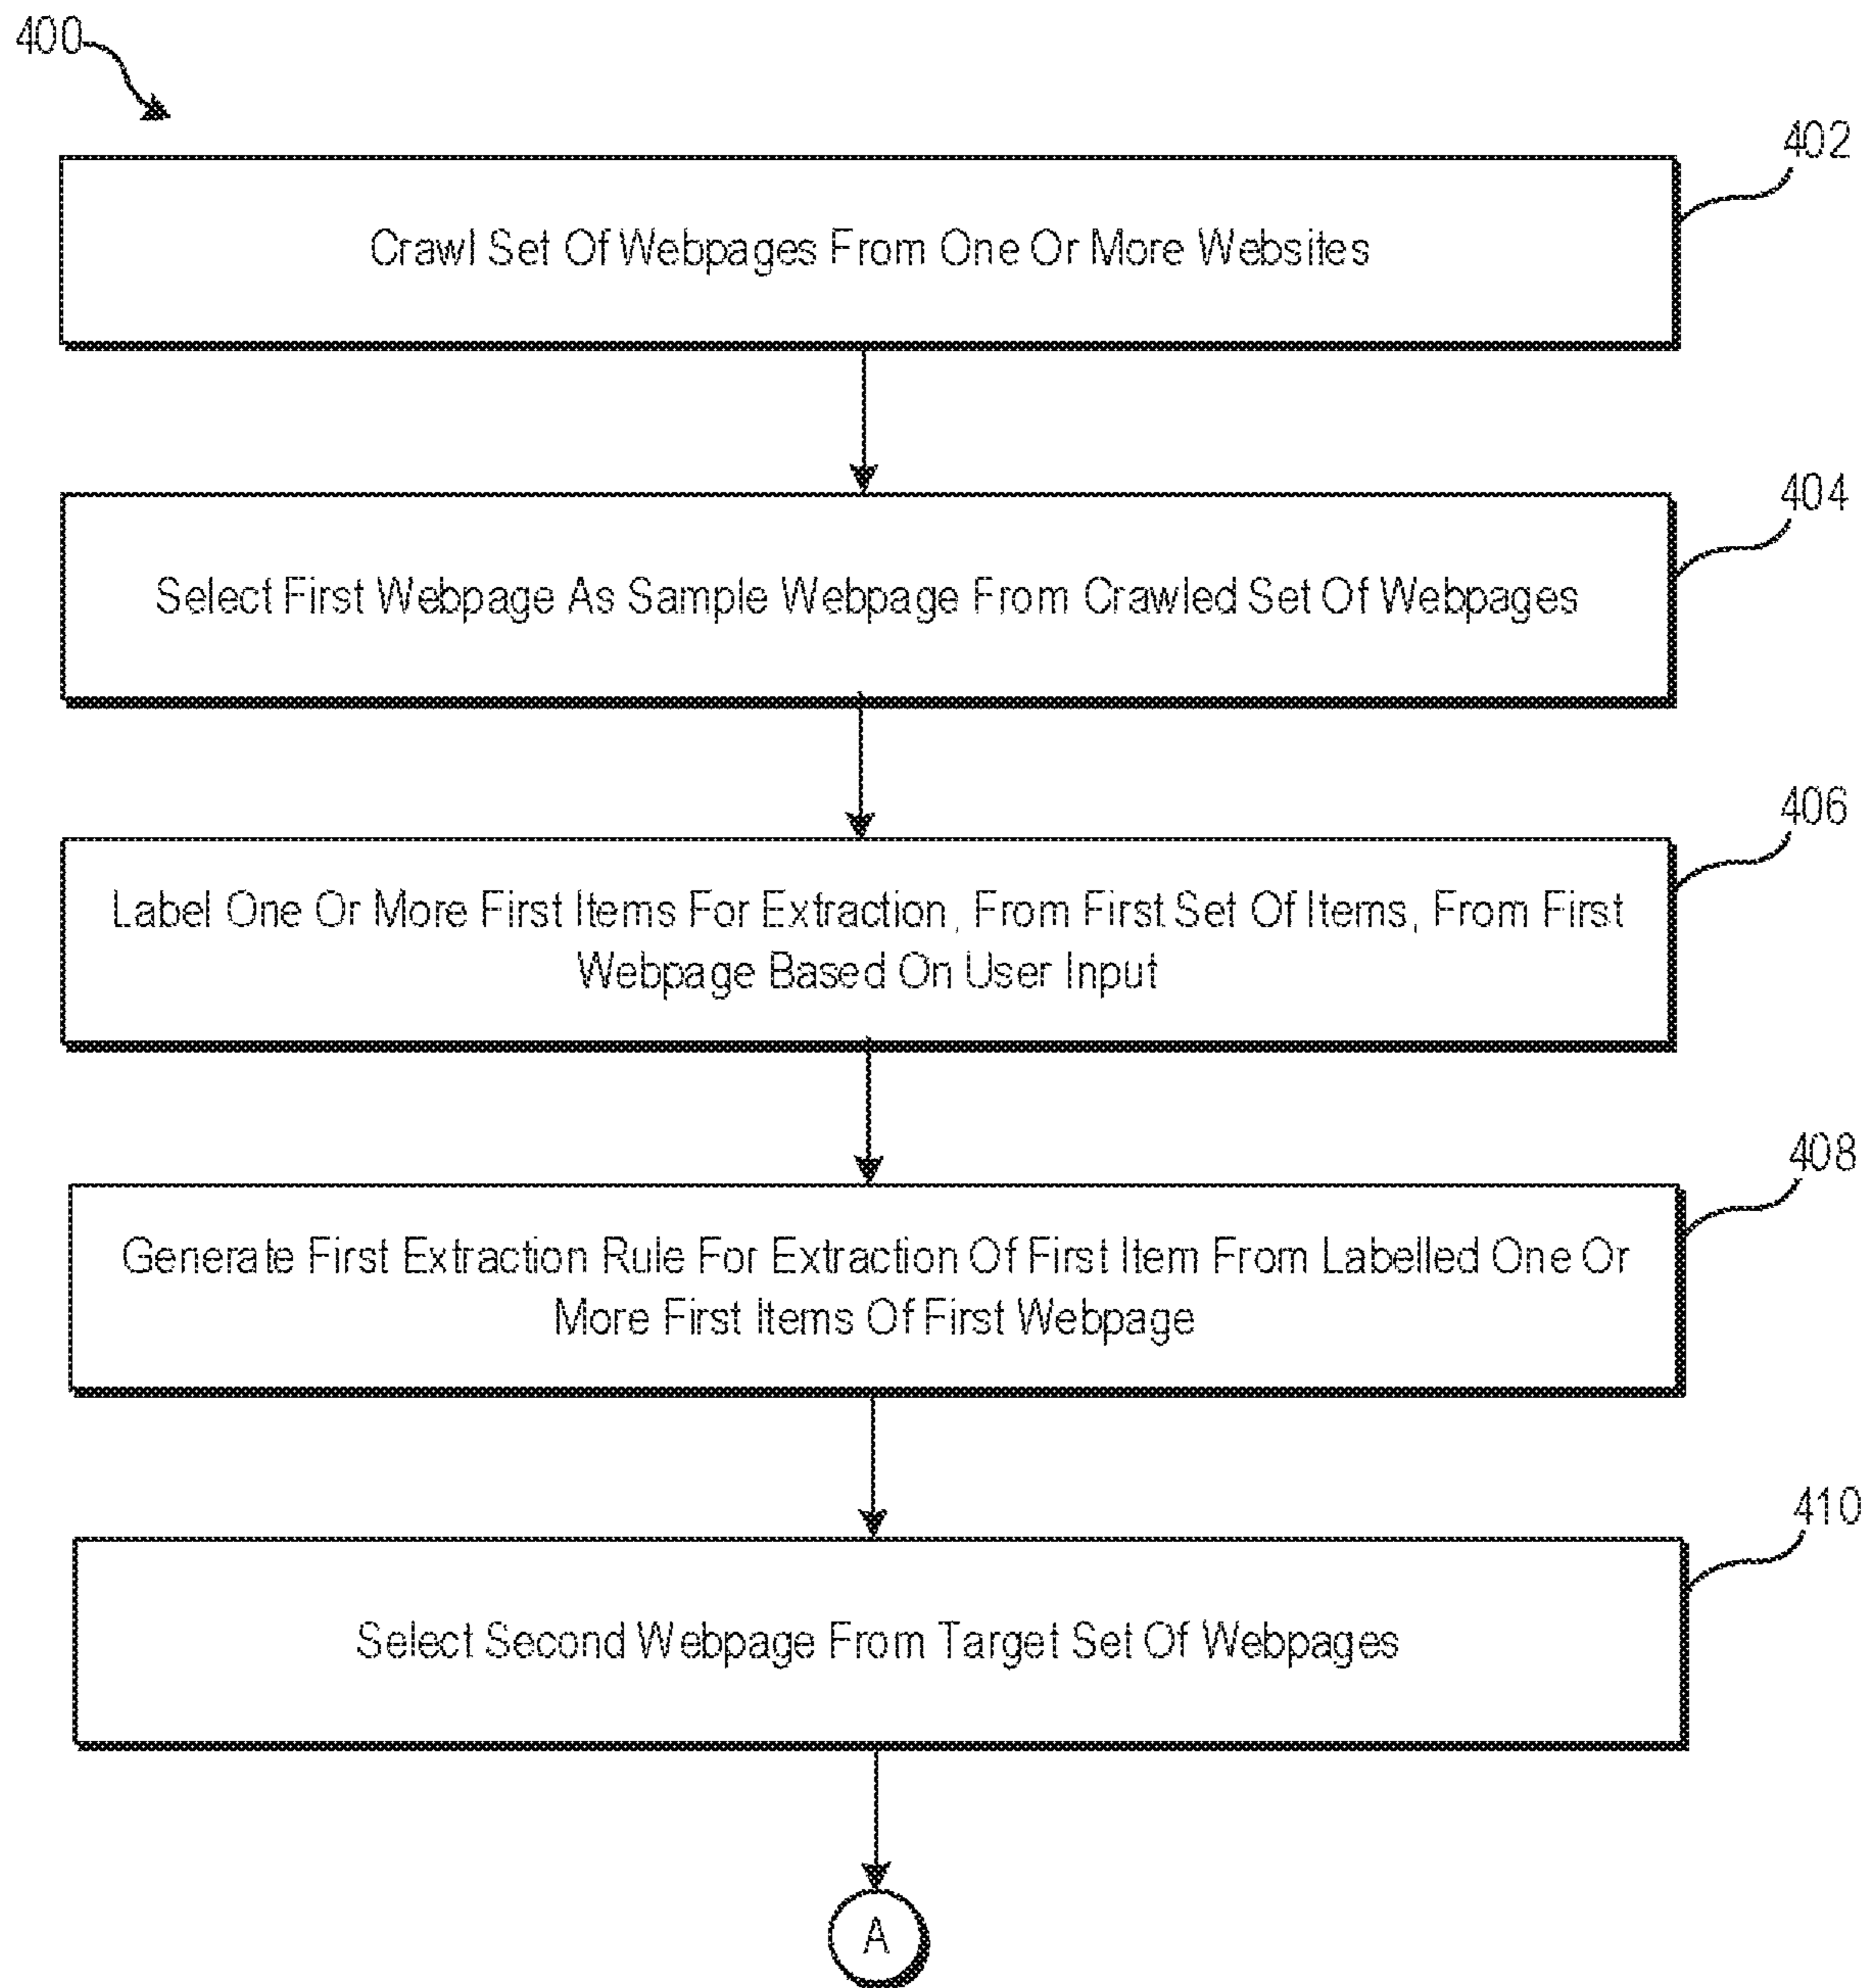 400
402
Crawl Set Of Webpages From One Or More Websites
404
Select First Webpage As Sample Webpage From Crawled Set Of Webpages
406
Label One Or More First Items For Extraction, From First Set Of Items, From First
Webpage Based On User Input
408
Generate First Extraction Rule For Extraction Of First Item From Labelled One Or
More First Items Of First Webpage
410
Select Second Webpage From Target Set Of Webpages
A